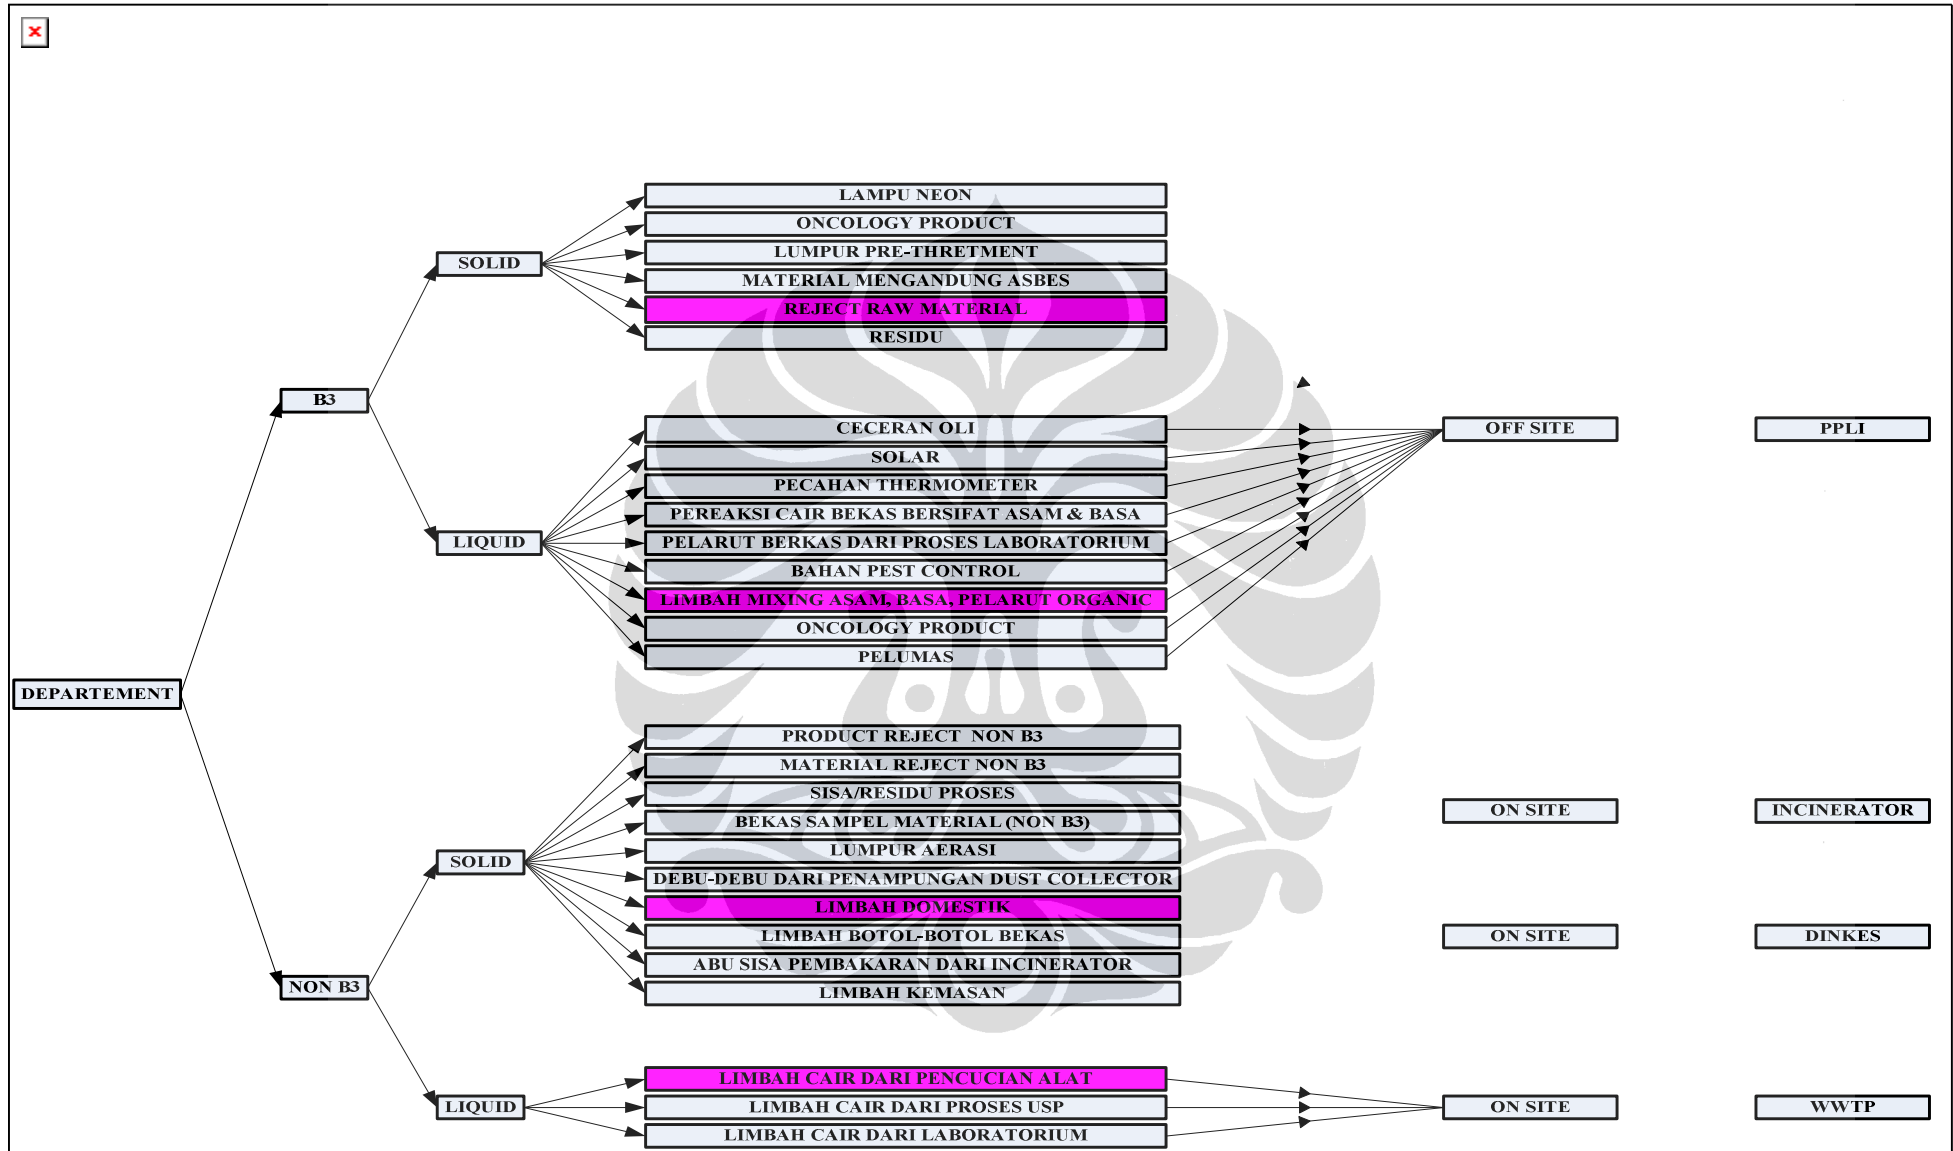 LAMPU NEON
ONCOLOGY PRODUCT
LUMPUR PRE-THRETMENT
SOLID
MATERIAL MENGANDUNG ASBES
REJECT RAW MATERIAL
RESIDU
B3
CECERAN OLI
OFF SITE
PPLI
SOLAR
PECAHAN THERMOMETER
PEREAKSI CAIR BEKAS BERSIFAT ASAM & BASA
LIQUID
PELARUT BERKAS DARI PROSES LABORATORIUM
BAHAN PEST CONTROL
LIMBAH MIXING ASAM, BASA, PELARUT ORGANIC
ONCOLOGY PRODUCT
PELUMAS
DEPARTEMENT
PRODUCT REJECT NON B3
MATERIAL REJECT NON B3
SISA/RESIDU PROSES
ON SITE
INCINERATOR
BEKAS SAMPEL MATERIAL (NON B3)
LUMPUR AERASI
SOLID
DEBU-DEBU DARI PENAMPUNGAN DUST COLLECTOR
LIMBAH DOMESTIK
LIMBAH BOTOL-BOTOL BEKAS
ON SITE
DINKES
ABU SISA PEMBAKARAN DARI INCINERATOR
NON B3
LIMBAH KEMASAN
LIMBAH CAIR DARI PENCUCIAN ALAT
LIQUID
LIMBAH CAIR DARI PROSES USP
ON SITE
WWTP
LIMBAH CAIR DARI LABORATORIUM